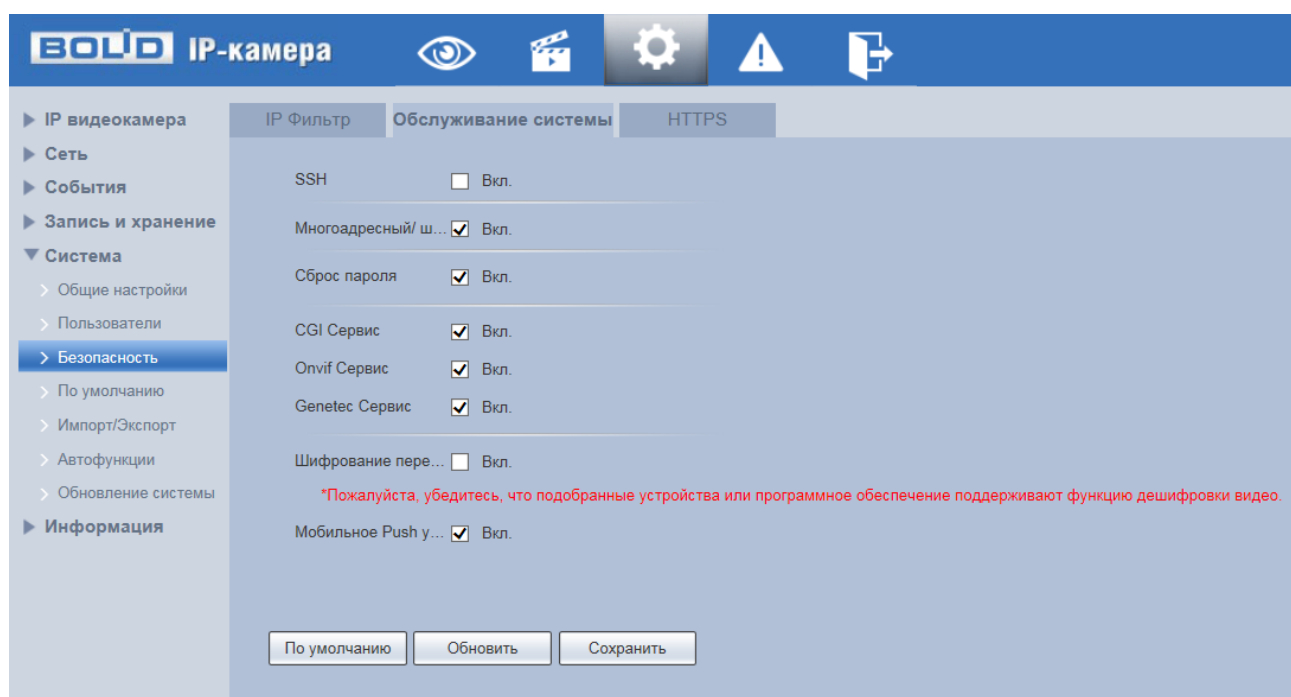 BOLID IP-камера
IP видеокамера
Сеть
События
Запись и хранение
Система
Общие настройки
Пользователи
Безопасность
По умолчанию
Импорт/Экспорт
Автофункции
Обновление системы
Информация
IP Фильтр Обслуживание системы HTTPS
SSH Вкл.
Многоадресный/ ш... Вкл.
Сброс пароля Вкл.
CGI Сервис Вкл.
Onvif Сервис Вкл.
Genetec Сервис Вкл.
Шифрование пере... Вкл.
*Пожалуйста, убедитесь, что подобранные устройства или программное обеспечение поддерживают функцию дешифровки видео.
Мобильное Push у... Вкл.
По умолчанию Обновить Сохранить